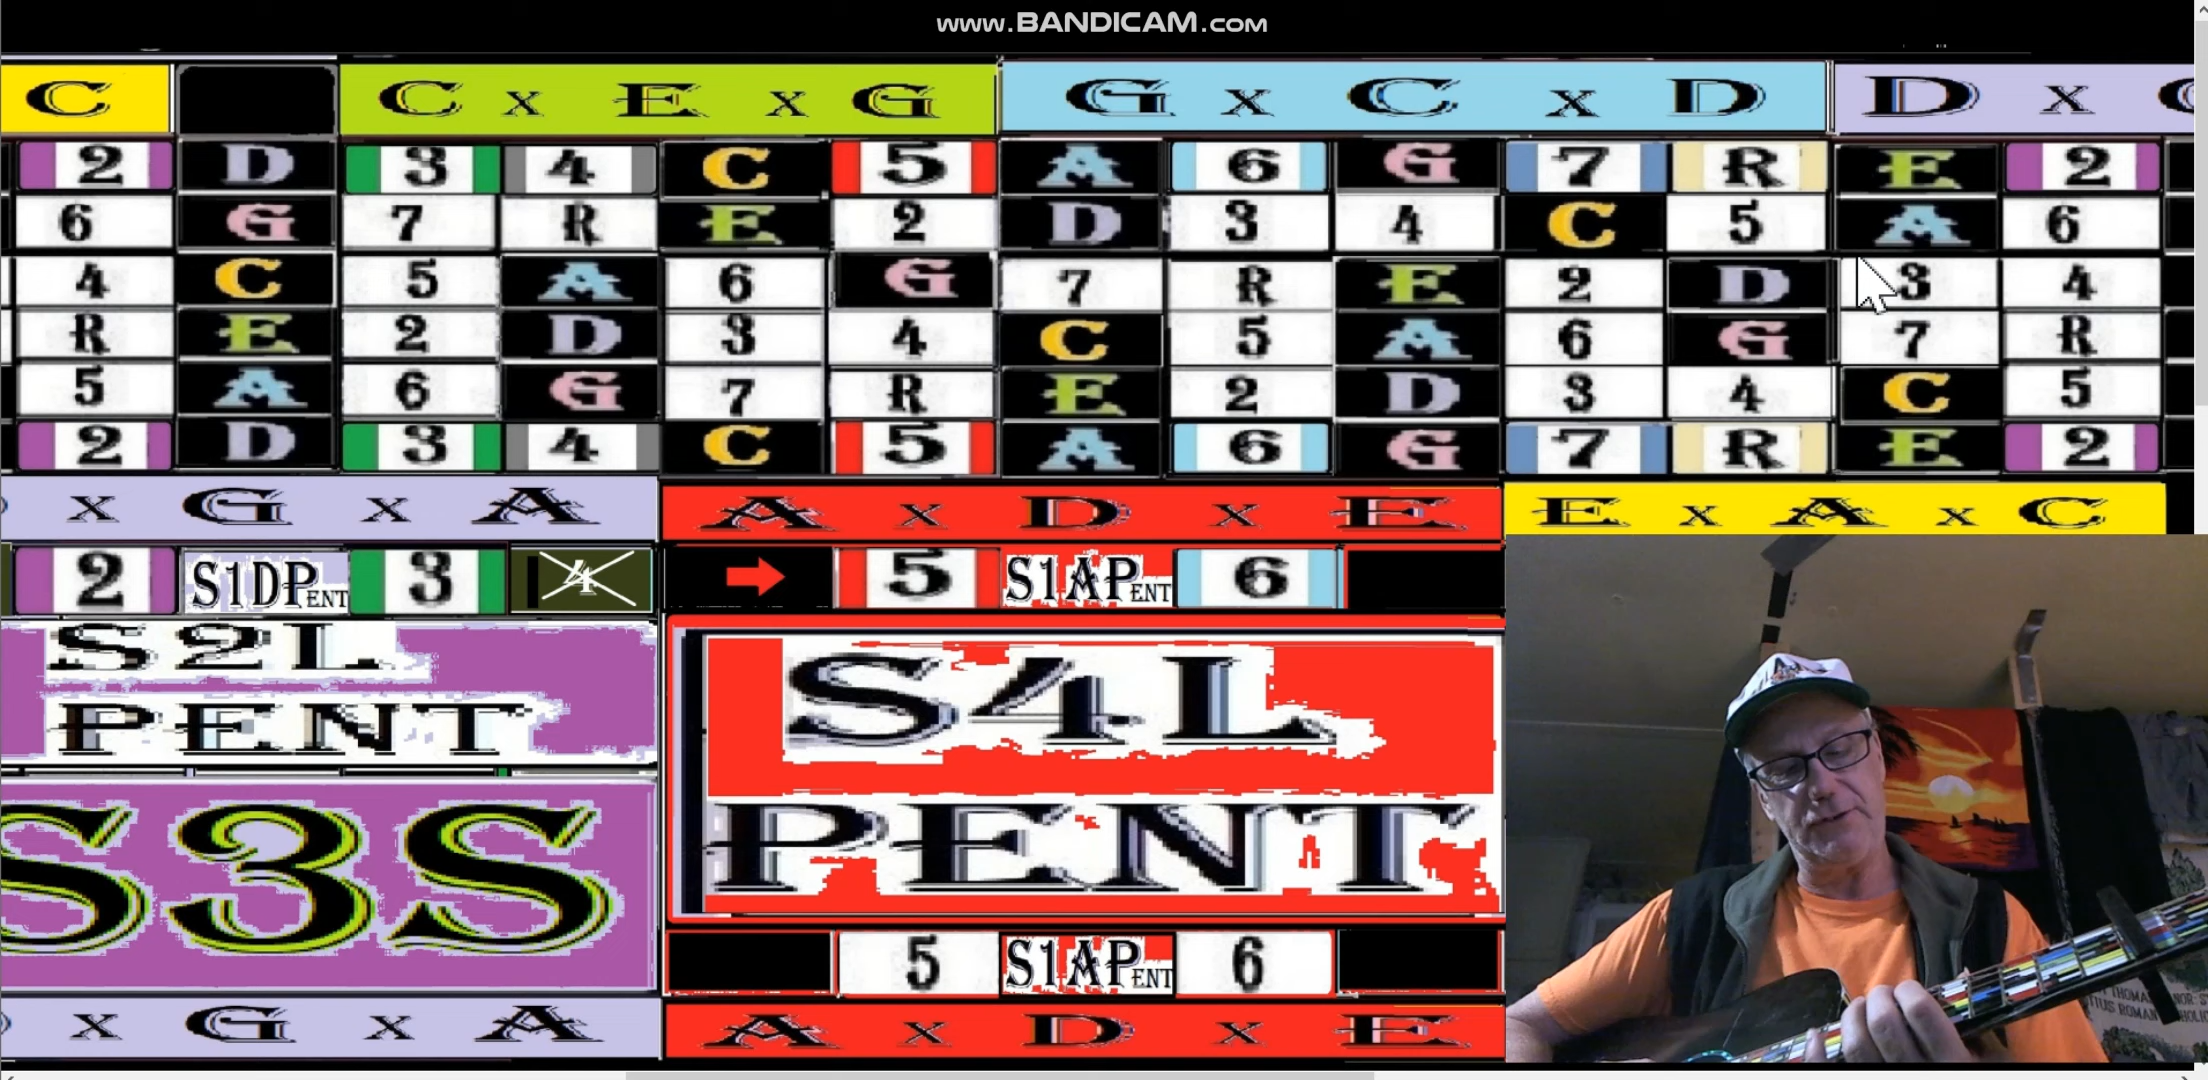 www.BANDICAM.com
C C x E x G G x C x D D x
2 D 3 4 C 5 A 6 G 7 R E 2
6 G 7 R E 2 D 3 4 C 5 A 6
4 C 5 A 6 G 7 R E 2 D 3 4
R E 2 D 3 4 C 5 A 6 G 7 R
5 A 6 G 7 R E 2 D 3 4 C 5
2 D 3 4 C 5 A 6 G 7 R E 2
x G x A A x D x E E x A x C
2 S1DPENT 3 4 5 S1APENT 6
S2L
PENT
S3S
S4L
PENT
5 S1APENT 6
x G x A A x D x E